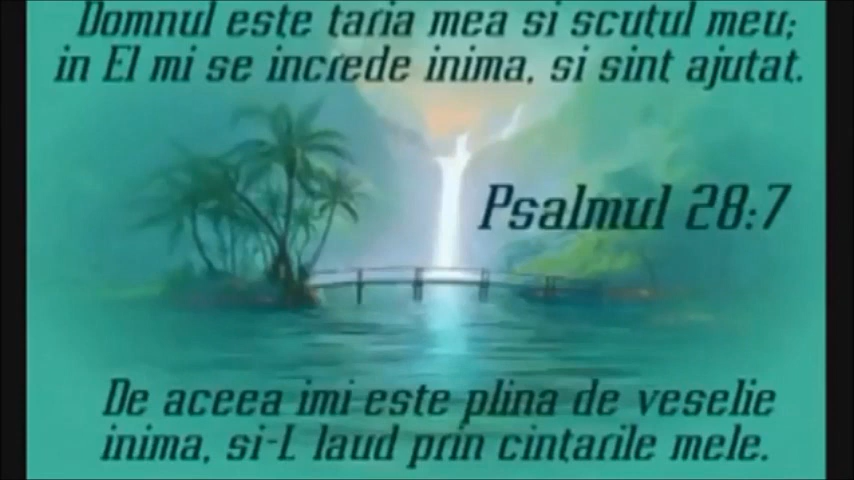 Domnul este taria mea si scutul meu;
in El mi se increde inima, si sint ajutat.
Psalmul 28:7
De aceea imi este plina de veselie
inima, si-L laud prin cintarile mele.